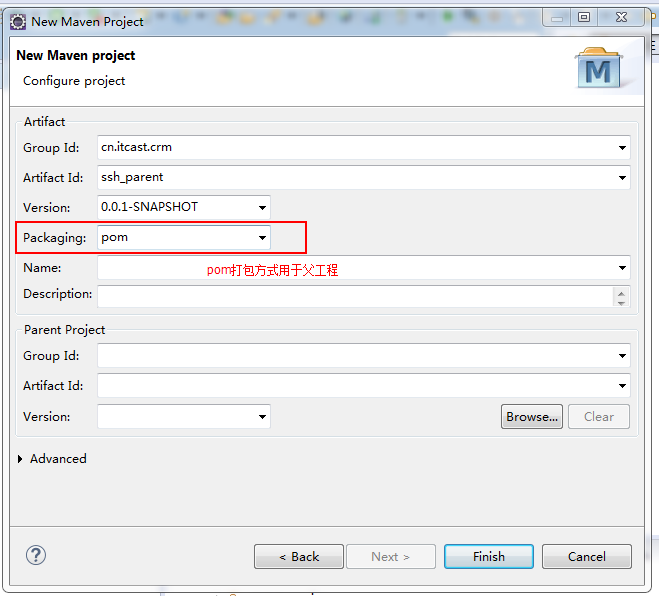 New Maven Project
New Maven project
Configure project
M
Artifact
Group Id: cn.itcast.crm
Artifact Id: ssh_parent
Version: 0.0.1-SNAPSHOT
Packaging: pom
Name:
pom打包方式用于父工程
Description:
Parent Project
Group Id:
Artifact Id:
Version:
Browse... Clear
Advanced
? < Back Next > Finish Cancel